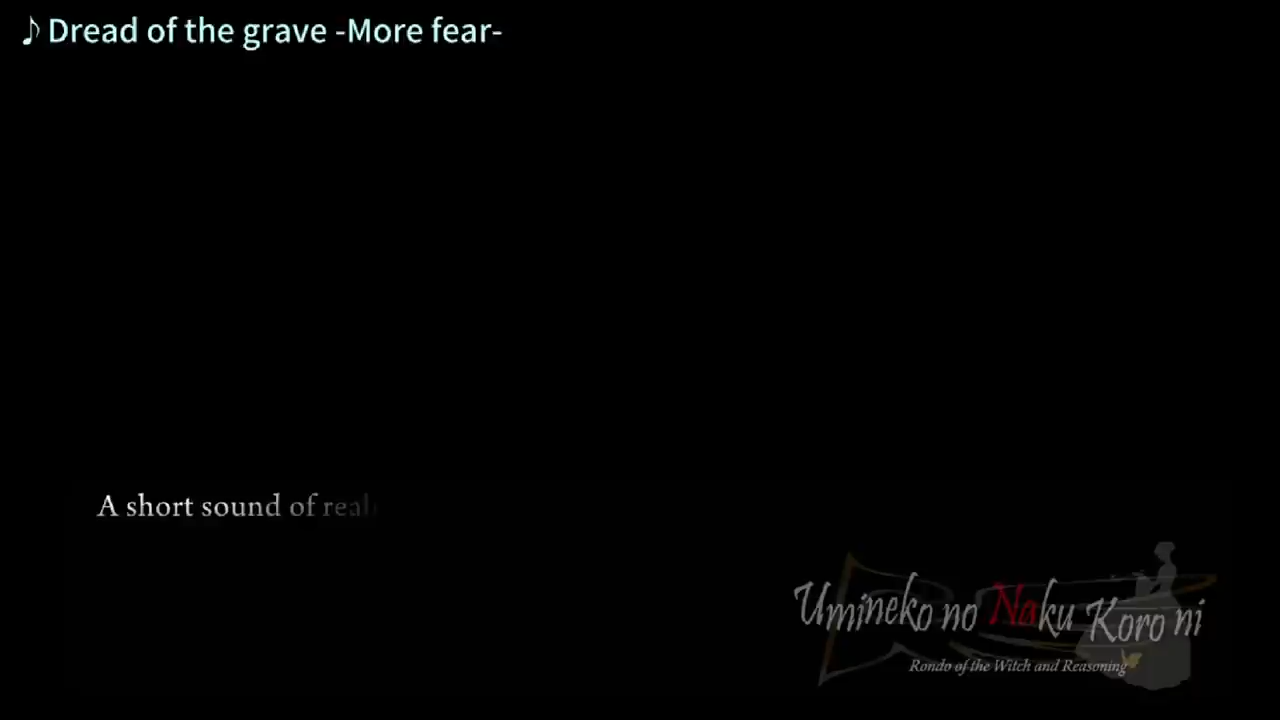 ♪ Dread of the grave -More fear-
A short sound of
Umineko no Naku Koro ni
Rondo of the Witch and Reasoning